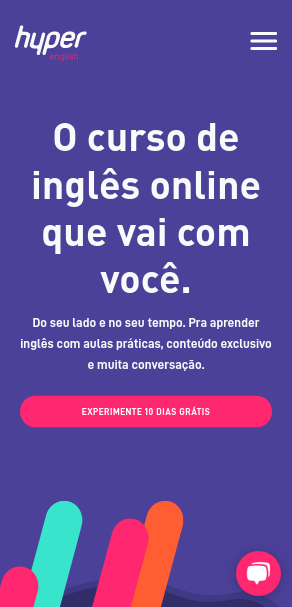 hyper
english
O curso de
inglês online
que vai com
você.
Do seu lado e no seu tempo. Pra aprender
inglês com aulas práticas, conteúdo exclusivo
e muita conversação.
EXPERIMENTE 10 DIAS GRÁTIS